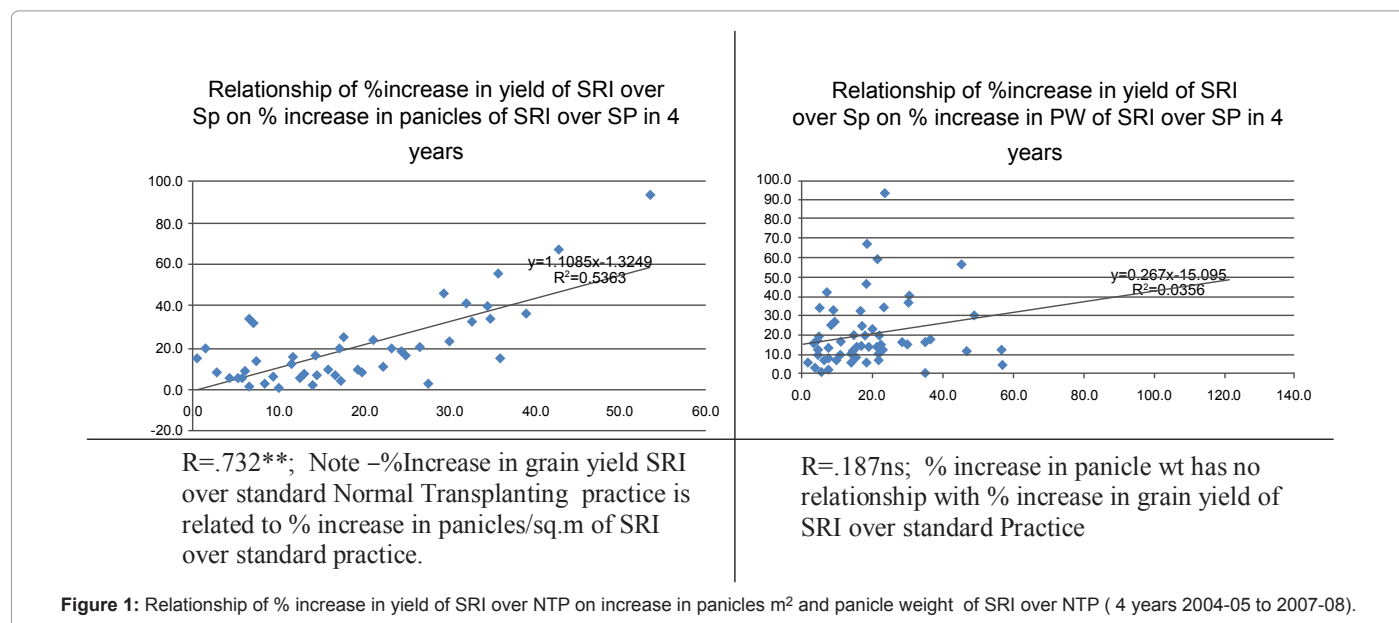 Relationship of %increase in yield of SRI over
Sp on % increase in panicles of SRI over SP in 4
years
100.0
80.0
60.0
40.0
20.0
0.0
-20.0
0.0 10.0 20.0 30.0 40.0 50.0 60.0
y=1.1085x-1.3249
R²=0.5363
R=.732**; Note –%Increase in grain yield SRI
over standard Normal Transplanting practice is
related to % increase in panicles/sq.m of SRI
over standard practice.
Relationship of %increase in yield of SRI
over Sp on % increase in PW of SRI over SP in 4
years
100.0
90.0
80.0
70.0
60.0
50.0
40.0
30.0
20.0
10.0
0.0
0.0 20.0 40.0 60.0 80.0 100.0 120.0 140.0
y=0.267x-15.095
R²=0.0356
R=.187ns; % increase in panicle wt has no
relationship with % increase in grain yield of
SRI over standard Practice
Figure 1: Relationship of % increase in yield of SRI over NTP on increase in panicles m² and panicle weight of SRI over NTP ( 4 years 2004-05 to 2007-08).